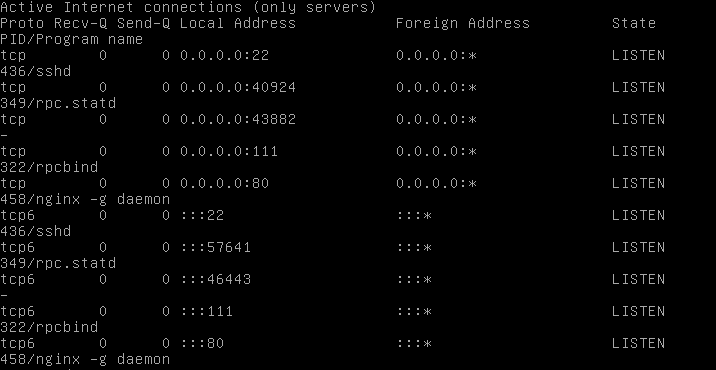 Active Internet connections (only servers)
Proto Recv-Q Send-Q Local Address           Foreign Address         State
PID/Program name
tcp        0      0 0.0.0.0:22              0.0.0.0:*               LISTEN
436/sshd
tcp        0      0 0.0.0.0:40924           0.0.0.0:*               LISTEN
349/rpc.statd
tcp        0      0 0.0.0.0:43882           0.0.0.0:*               LISTEN
-
tcp        0      0 0.0.0.0:111             0.0.0.0:*               LISTEN
322/rpcbind
tcp        0      0 0.0.0.0:80              0.0.0.0:*               LISTEN
458/nginx -g daemon
tcp6       0      0 :::22                   :::*                    LISTEN
436/sshd
tcp6       0      0 :::57641                :::*                    LISTEN
349/rpc.statd
tcp6       0      0 :::46443                :::*                    LISTEN
-
tcp6       0      0 :::111                  :::*                    LISTEN
322/rpcbind
tcp6       0      0 :::80                   :::*                    LISTEN
458/nginx -g daemon